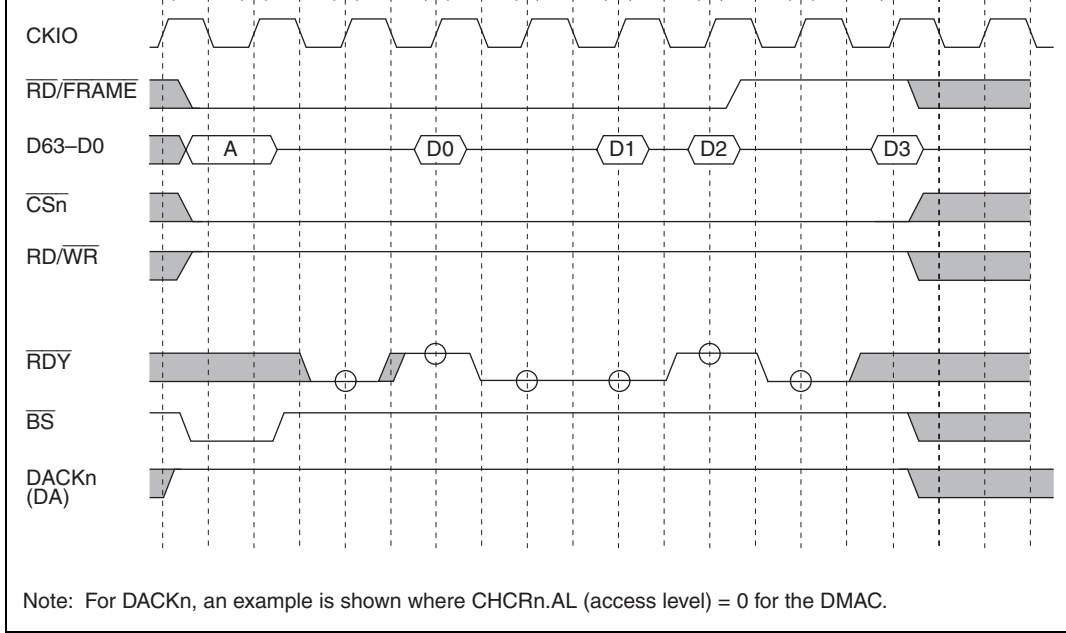 CKIO
RD/FRAME
D63–D0 A D0 D1 D2 D3
CSn
RD/WR
RDY
BS
DACKn
(DA)
Note: For DACKn, an example is shown where CHCRn.AL (access level) = 0 for the DMAC.